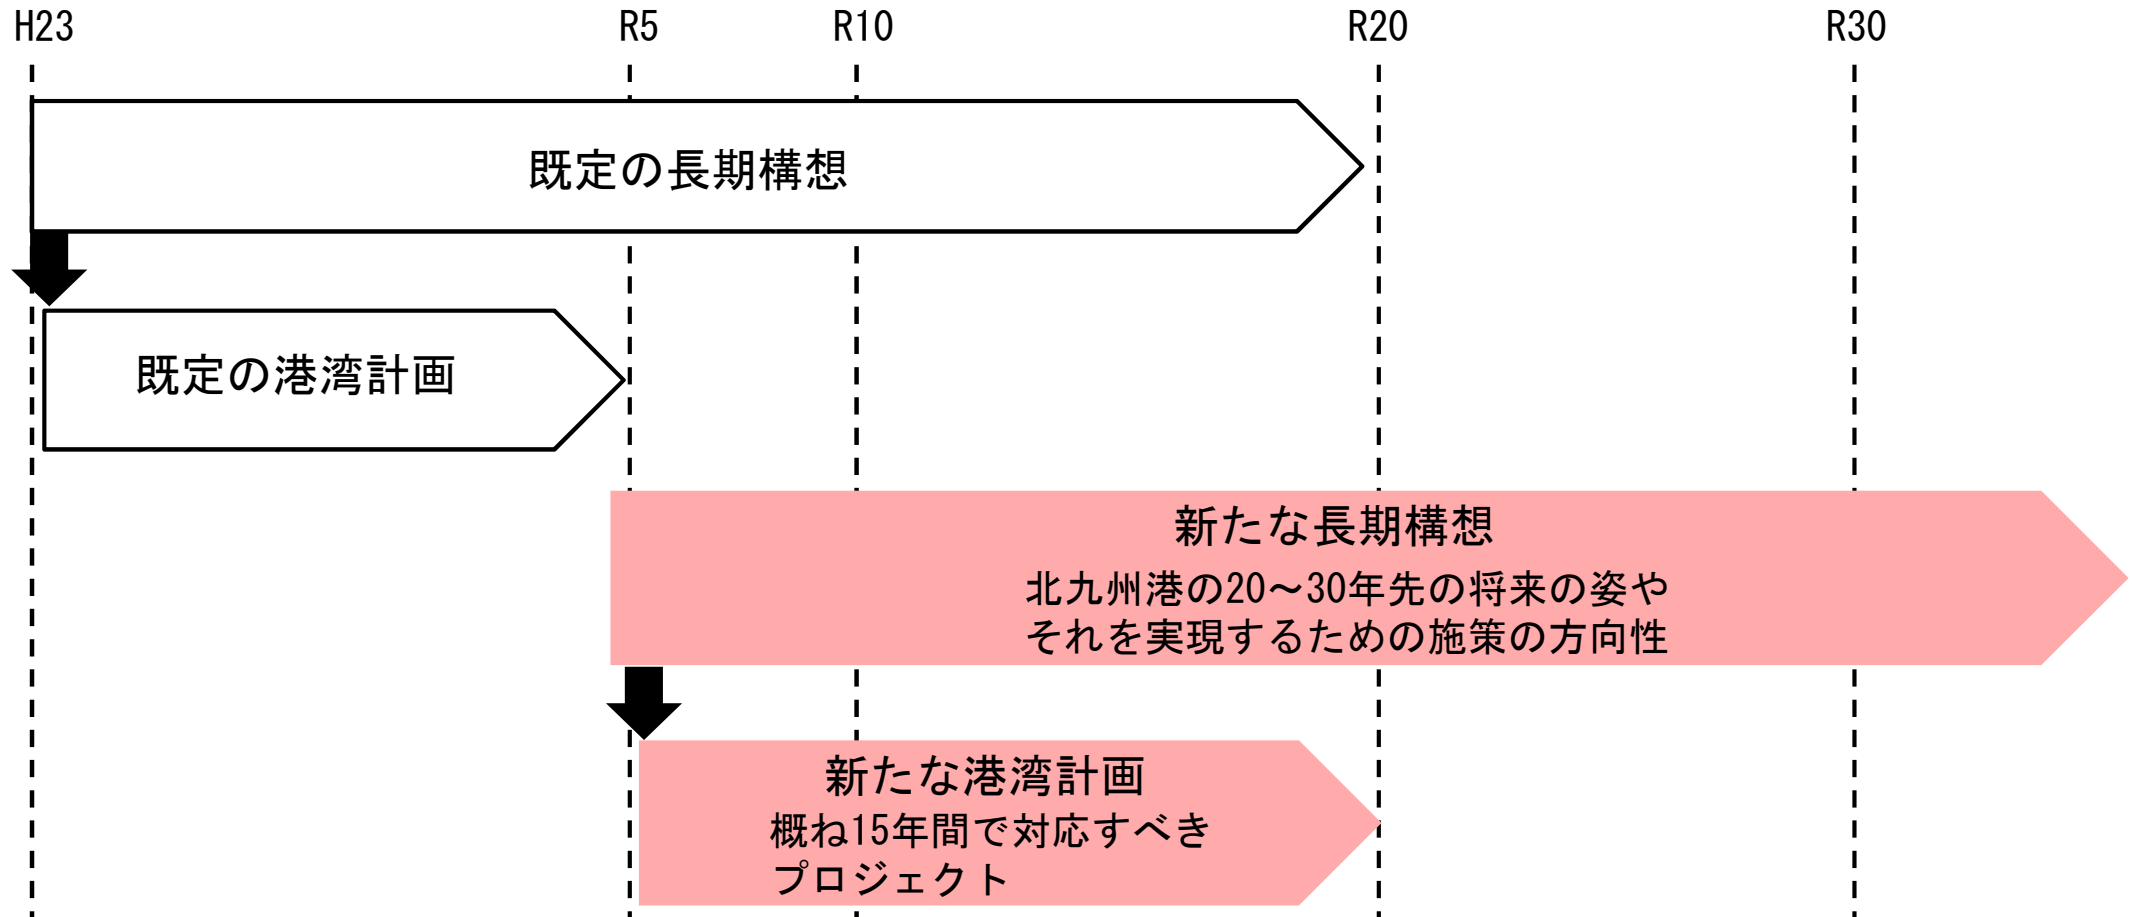 H23
R5
R10
R20
R30
既定の長期構想
既定の港湾計画
新たな長期構想
北九州港の20～30年先の将来の姿や
それを実現するための施策の方向性
新たな港湾計画
概ね15年間で対応すべき
プロジェクト